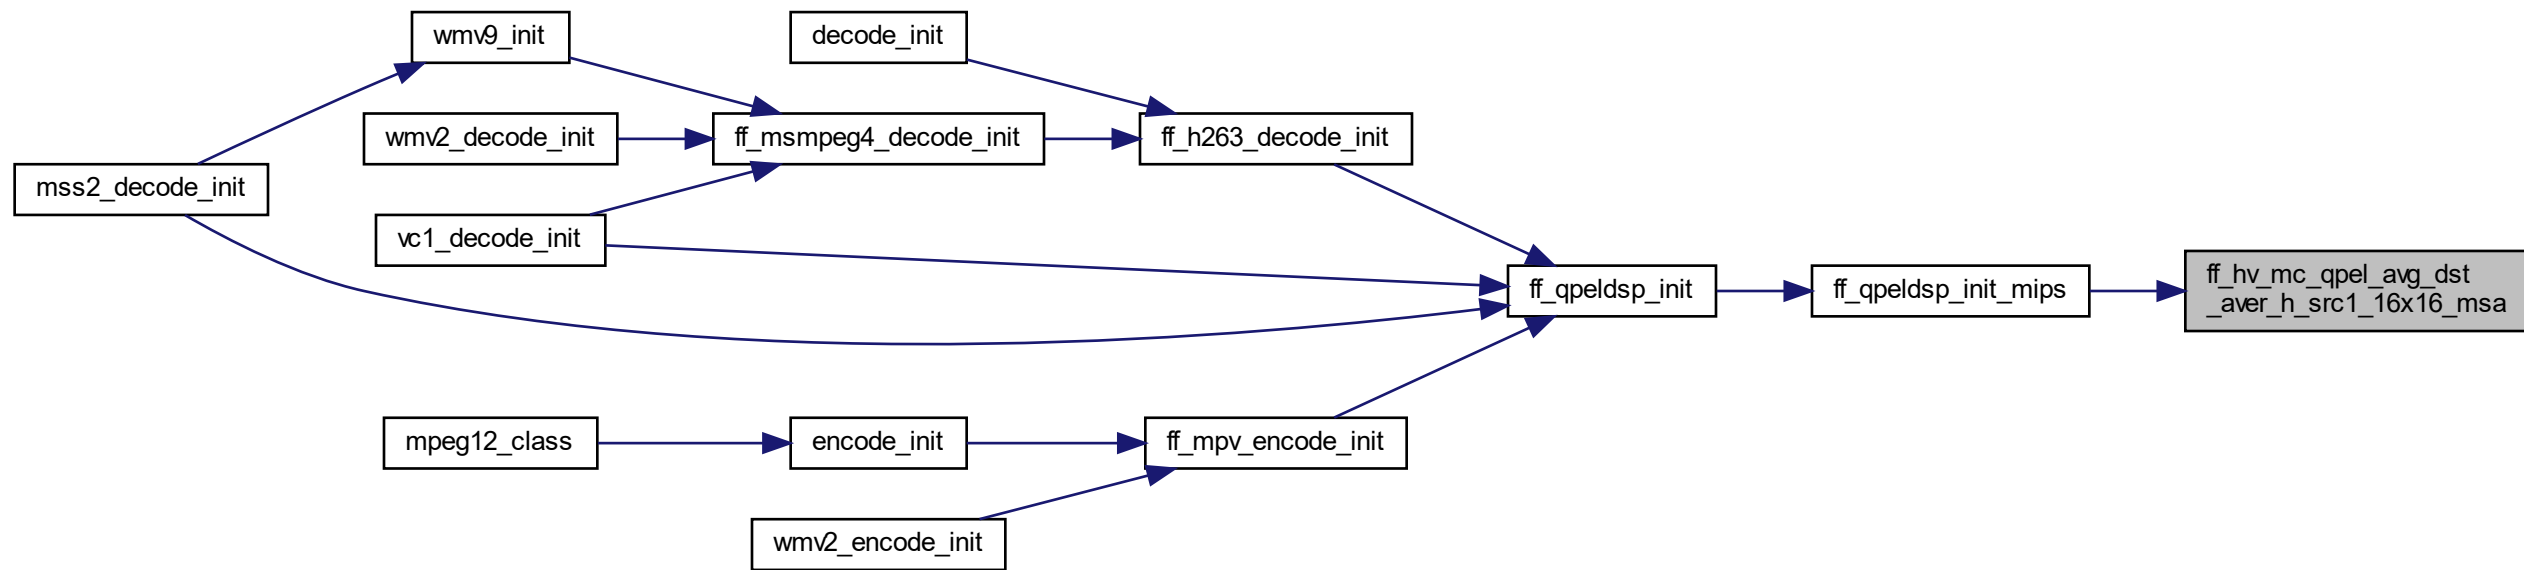 wmv9_init
decode_init
wmv2_decode_init
ff_msmpeg4_decode_init
ff_h263_decode_init
mss2_decode_init
vc1_decode_init
ff_qpeldsp_init
ff_qpeldsp_init_mips
ff_hv_mc_qpel_avg_dst
_aver_h_src1_16x16_msa
mpeg12_class
encode_init
ff_mpv_encode_init
wmv2_encode_init